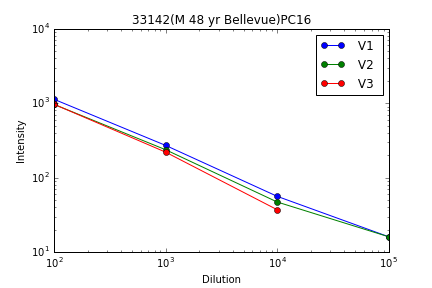 33142(M 48 yr Bellevue)PC16
10^4
10^3
10^2
10^1
Intensity
V1
V2
V3
10^2 10^3 10^4 10^5
Dilution